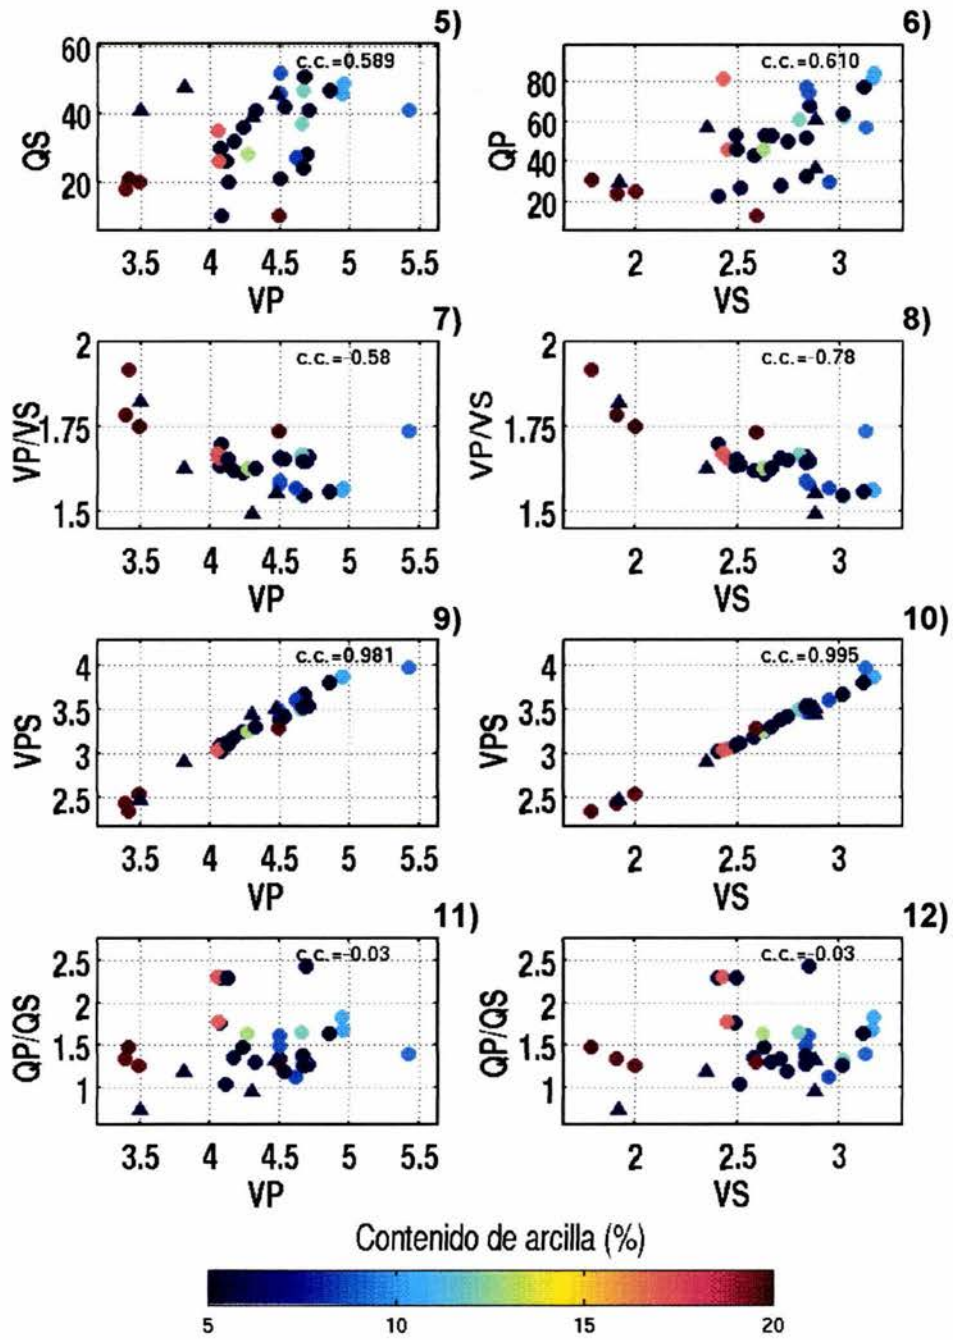 5)
60
40
20
QS
c.c.=0.589
3.5 4 4.5 5 5.5
VP
6)
80
60
40
20
QP
c.c.=0.610
2 2.5 3
VS
7)
2
1.75
1.5
VP/VS
c.c.=-0.58
3.5 4 4.5 5 5.5
VP
8)
2
1.75
1.5
VP/VS
c.c.=-0.78
2 2.5 3
VS
9)
4
3.5
3
2.5
VPS
c.c.=0.981
3.5 4 4.5 5 5.5
VP
10)
4
3.5
3
2.5
VPS
c.c.=0.995
2 2.5 3
VS
11)
2.5
2
1.5
1
QP/QS
c.c.=-0.03
3.5 4 4.5 5 5.5
VP
12)
2.5
2
1.5
1
QP/QS
c.c.=-0.03
2 2.5 3
VS
Contenido de arcilla (%)
5 10 15 20